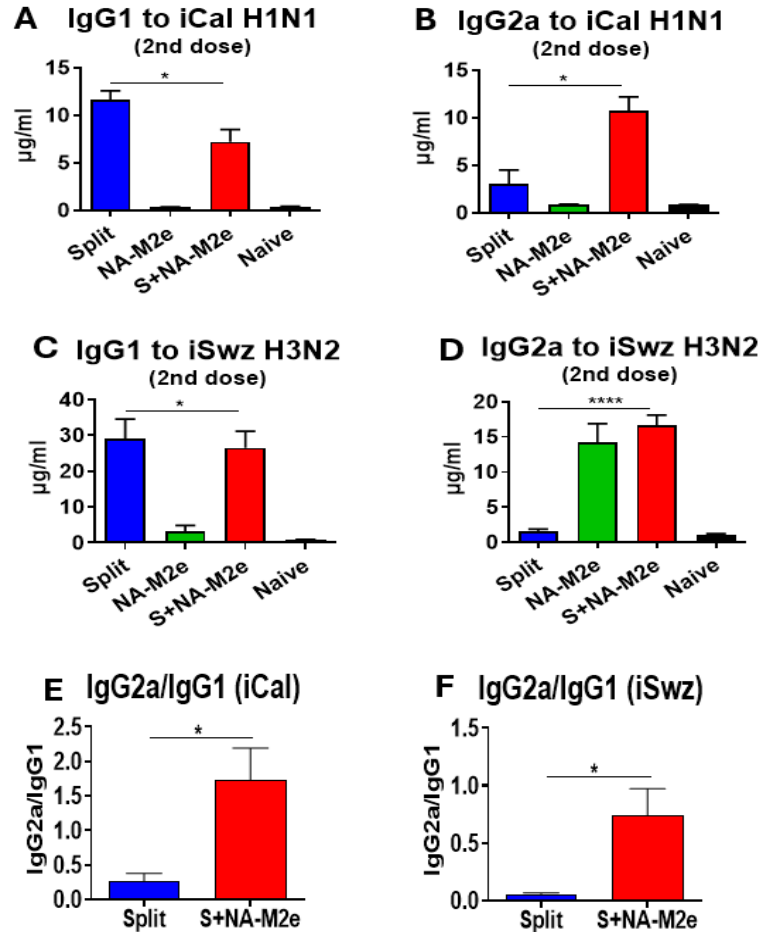 A IgG1 to iCal H1N1
(2nd dose)
15
10
5
0
µg/ml
*
Split
NA-M2e
S+NA-M2e
Naive
B IgG2a to iCal H1N1
(2nd dose)
15
10
5
0
µg/ml
*
Split
NA-M2e
S+NA-M2e
Naive
C IgG1 to iSwz H3N2
(2nd dose)
40
30
20
10
0
µg/ml
*
Split
NA-M2e
S+NA-M2e
Naive
D IgG2a to iSwz H3N2
(2nd dose)
20
15
10
5
0
µg/ml
****
Split
NA-M2e
S+NA-M2e
Naive
E IgG2a/IgG1 (iCal)
2.5
2.0
1.5
1.0
0.5
0.0
IgG2a/IgG1
*
Split
S+NA-M2e
F IgG2a/IgG1 (iSwz)
1.5
1.0
0.5
0.0
IgG2a/IgG1
*
Split
S+NA-M2e